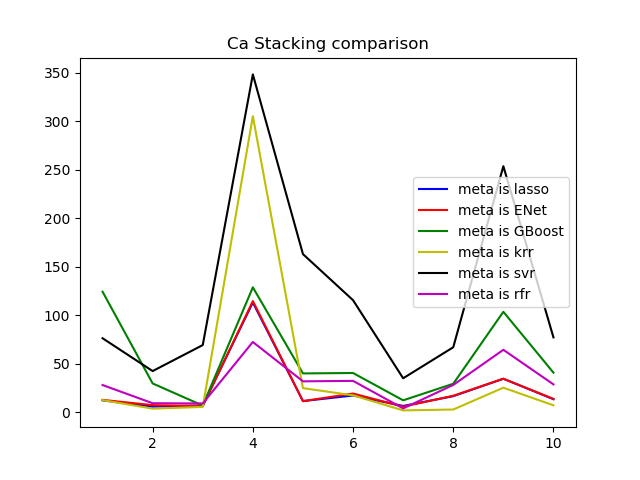 Ca Stacking comparison
350
300
250
200
150
100
50
0
meta is lasso
meta is ENet
meta is GBoost
meta is krr
meta is svr
meta is rfr
2 4 6 8 10